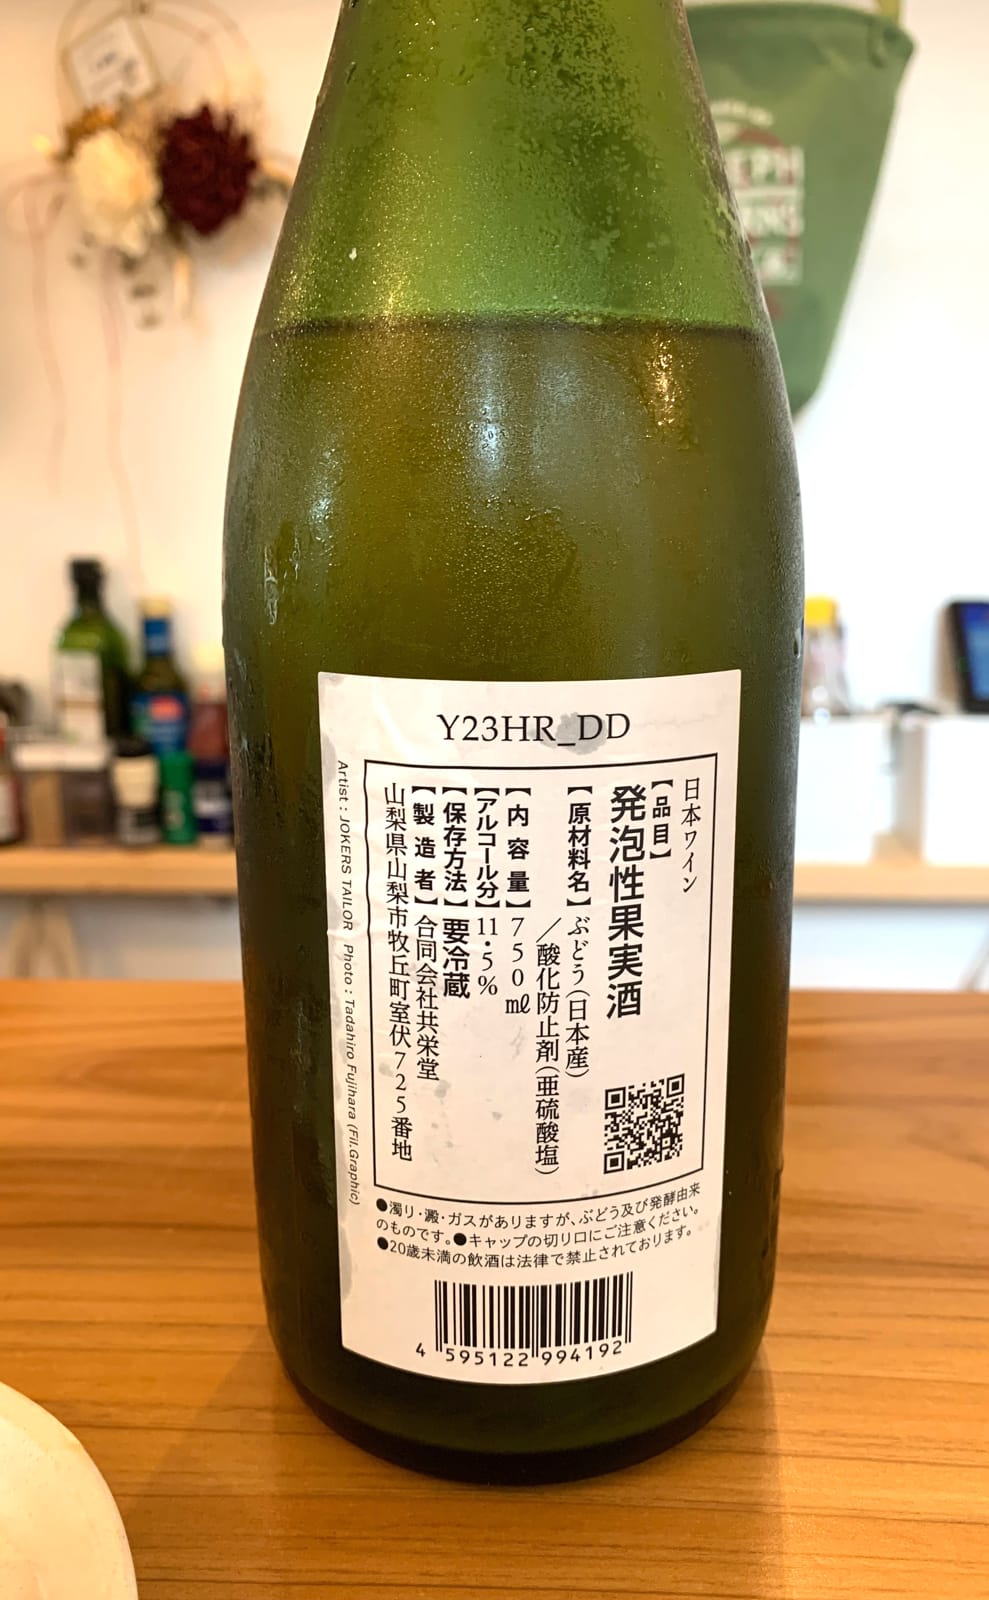 Y23HR_DD
日本ワイン
【品目】
発泡性果実酒
【原材料名】ぶどう(日本産)
／酸化防止剤(亜硫酸塩)
【内容量】750㎖
【アルコール分】11・5%
【保存方法】要冷蔵
【製造者】合同会社共栄堂
山梨県山梨市牧丘町室伏725番地
Artist : JOKERS TAILOR Photo : Tadahiro Fujihara (Fil.Graphic)
●濁り・澱・ガスがありますが、ぶどう及び発酵由来
のものです。●キャップの切り口にご注意ください。
●20歳未満の飲酒は法律で禁止されております。
4 595122 994192